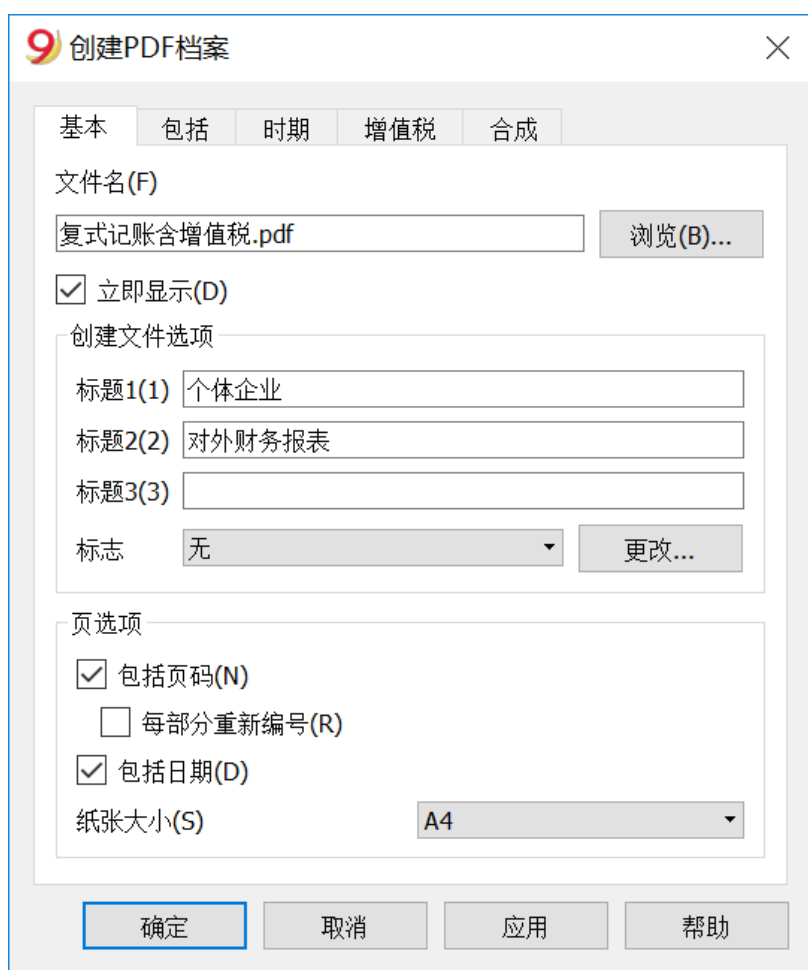 创建PDF档案
基本 包括 时期 增值税 合成
文件名(F)
复式记账含增值税.pdf 浏览(B)...
立即显示(D)
创建文件选项
标题1(1) 个体企业
标题2(2) 对外财务报表
标题3(3)
标志 无 更改...
页选项
包括页码(N)
每部分重新编号(R)
包括日期(D)
纸张大小(S) A4
确定 取消 应用 帮助